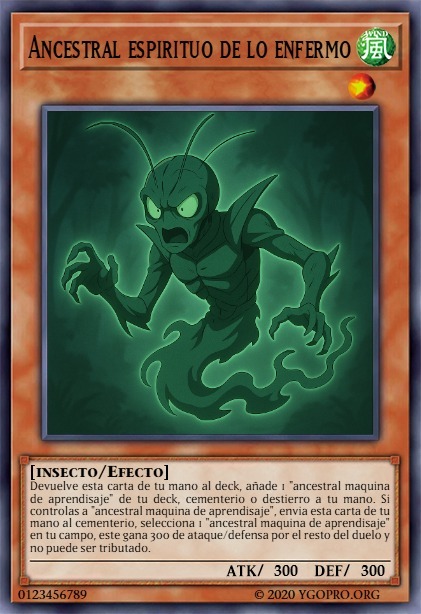 Ancestral espirituo de lo enfermo
WIND
風
[Insecto/Efecto]
Devuelve esta carta de tu mano al deck, añade 1 "ancestral maquina
de aprendisaje" de tu deck, cementerio o destierro a tu mano. Si
controlas a "ancestral maquina de aprendisaje", envia esta carta de tu
mano al cementerio, selecciona 1 "ancestral maquina de aprendisaje"
en tu campo, este gana 300 de ataque/defensa por el resto del duelo y
no puede ser tributado.
ATK/ 300 DEF/ 300
0123456789 © 2020 YGOPRO.ORG